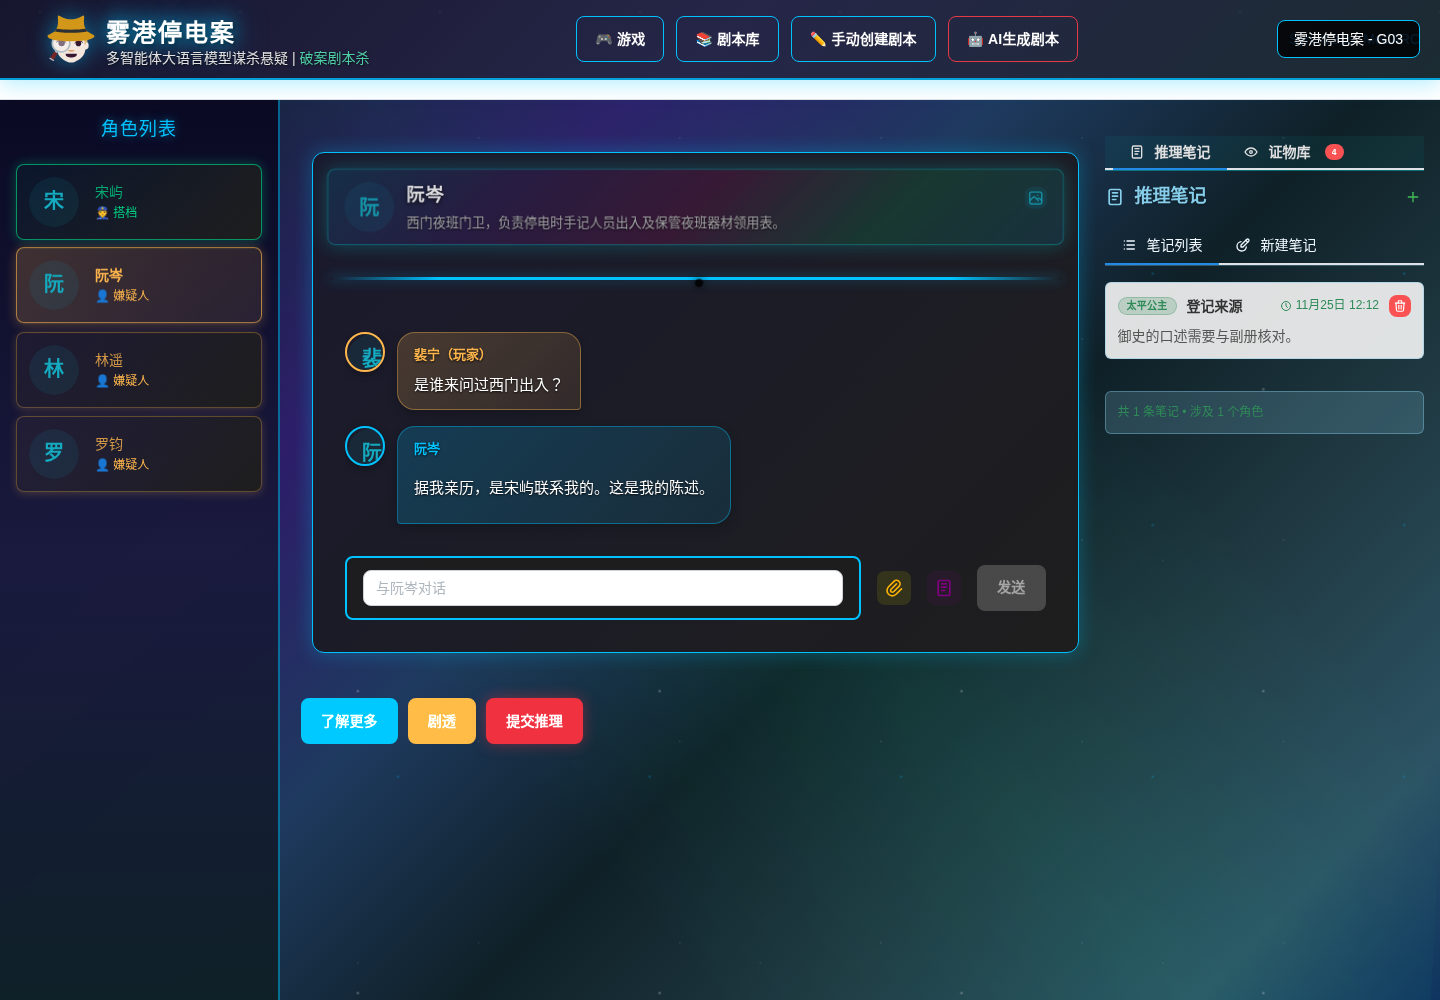 雾港停电案
多智能体大语言模型谋杀悬疑 | 破案剧本杀
🎮 游戏
📚 剧本库
✏️ 手动创建剧本
🤖 AI生成剧本
雾港停电案 - G03
角色列表
宋
宋屿
👮 搭档
阮
阮岑
👤 嫌疑人
林
林遥
👤 嫌疑人
罗
罗钧
👤 嫌疑人
阮
阮岑
西门夜班门卫，负责停电时手记人员出入及保管夜班器材领用表。
裴
裴宁（玩家）
是谁来问过西门出入？
阮
阮岑
据我亲历，是宋屿联系我的。这是我的陈述。
与阮岑对话
发送
了解更多
剧透
提交推理
推理笔记
证物库
4
推理笔记
笔记列表
新建笔记
太平公主
登记来源
11月25日 12:12
御史的口述需要与副册核对。
共 1 条笔记 • 涉及 1 个角色